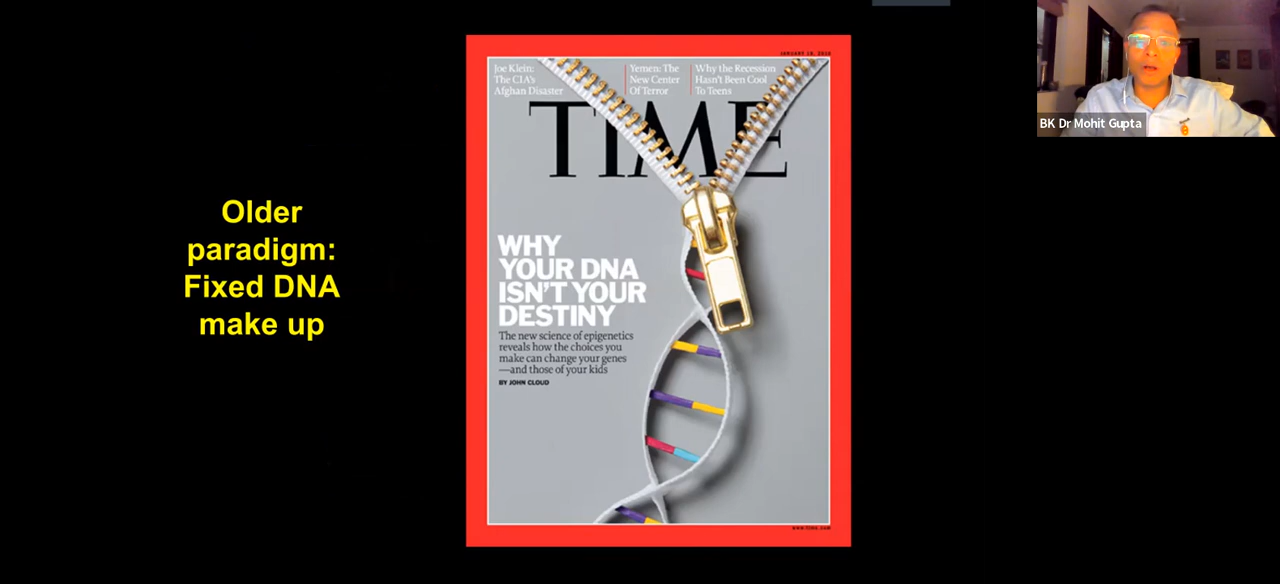 Older
paradigm:
Fixed DNA
make up
JANUARY 18, 2010
Joe Klein:
The CIA's
Afghan Disaster
Yemen: The
New Center
Of Terror
Why the Recession
Hasn't Been Cool
To Teens
TIME
WHY
YOUR DNA
ISN'T YOUR
DESTINY
The new science of epigenetics
reveals how the choices you
make can change your genes
—and those of your kids
BY JOHN CLOUD
www.time.com
BK Dr Mohit Gupta